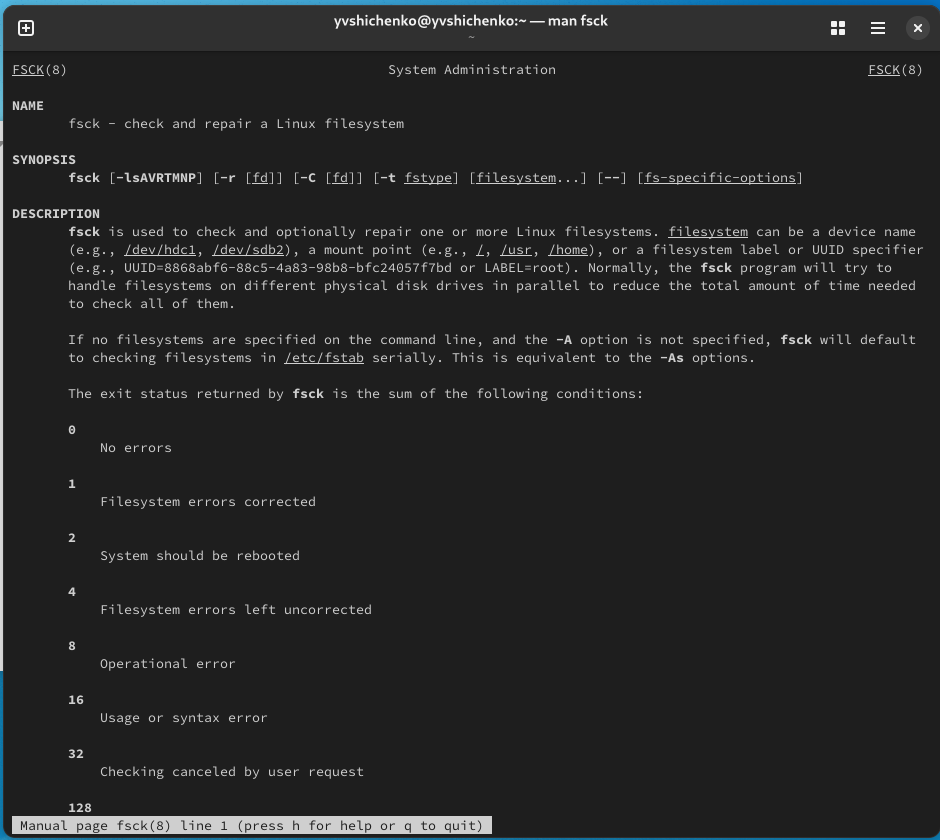 yvshichenko@yvshichenko:~ — man fsck
~
FSCK(8) System Administration FSCK(8)
NAME
fsck - check and repair a Linux filesystem
SYNOPSIS
fsck [-lsAVRTMNP] [-r [fd]] [-C [fd]] [-t fstype] [filesystem...] [--] [fs-specific-options]
DESCRIPTION
fsck is used to check and optionally repair one or more Linux filesystems. filesystem can be a device name
(e.g., /dev/hdc1, /dev/sdb2), a mount point (e.g., /, /usr, /home), or a filesystem label or UUID specifier
(e.g., UUID=8868abf6-88c5-4a83-98b8-bfc24057f7bd or LABEL=root). Normally, the fsck program will try to
handle filesystems on different physical disk drives in parallel to reduce the total amount of time needed
to check all of them.
If no filesystems are specified on the command line, and the -A option is not specified, fsck will default
to checking filesystems in /etc/fstab serially. This is equivalent to the -As options.
The exit status returned by fsck is the sum of the following conditions:
0
No errors
1
Filesystem errors corrected
2
System should be rebooted
4
Filesystem errors left uncorrected
8
Operational error
16
Usage or syntax error
32
Checking canceled by user request
128
Manual page fsck(8) line 1 (press h for help or q to quit)